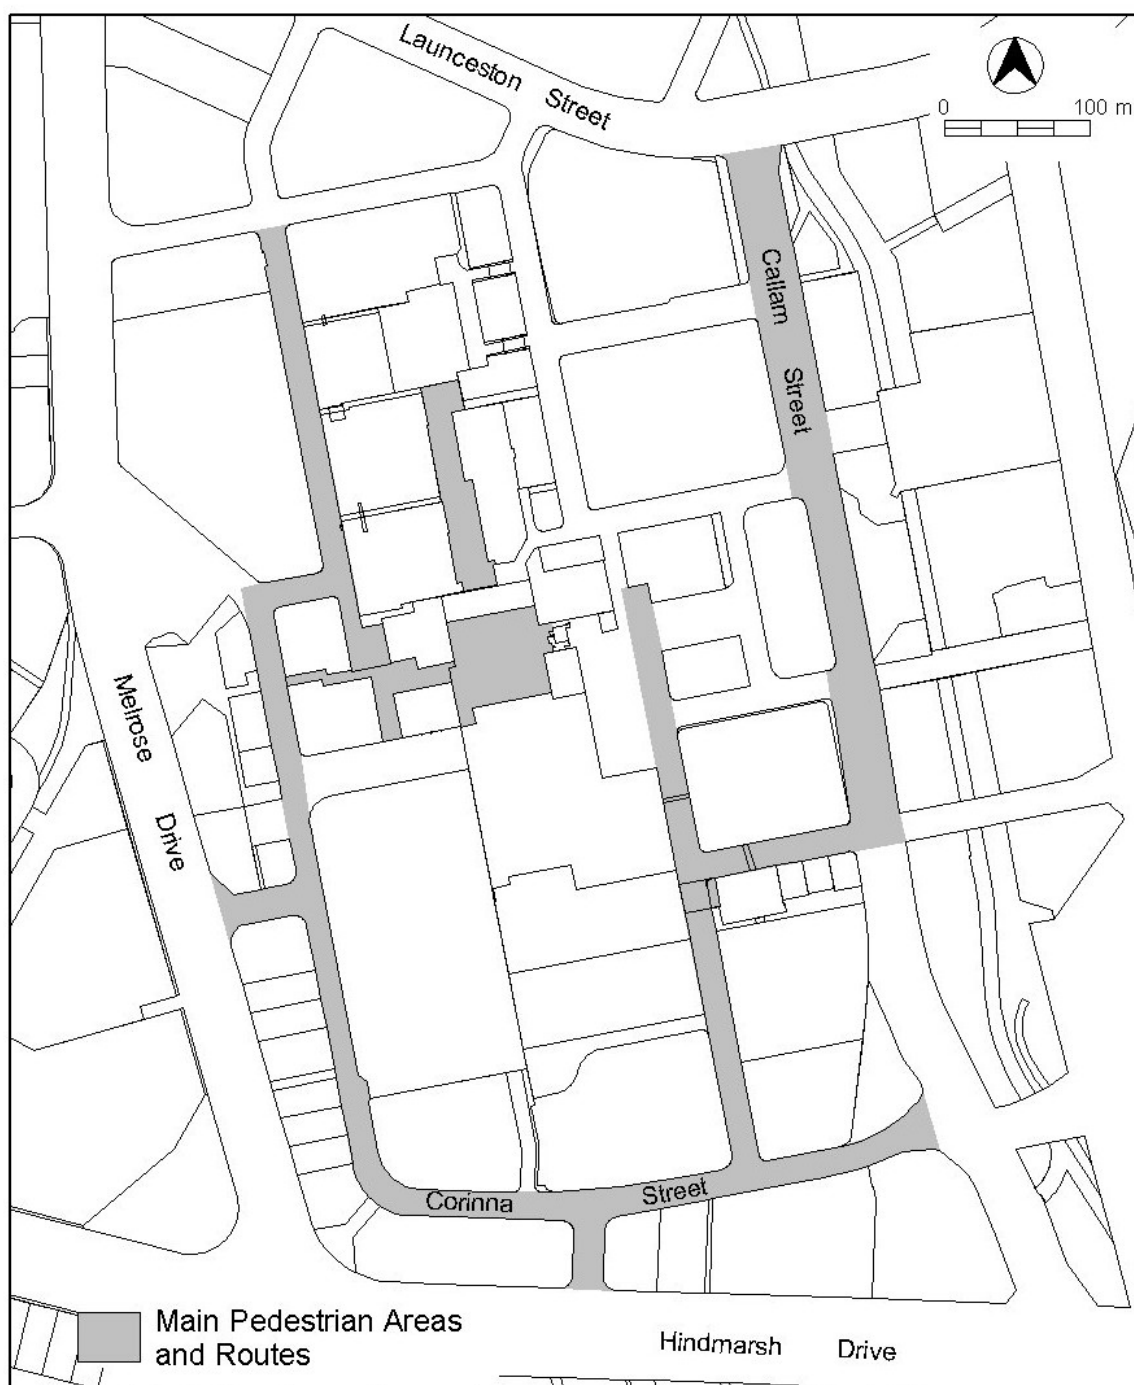 Launceston Street
0 100 m
Callam Street
Melrose Drive
Corinna Street
Main Pedestrian Areas
and Routes
Hindmarsh Drive